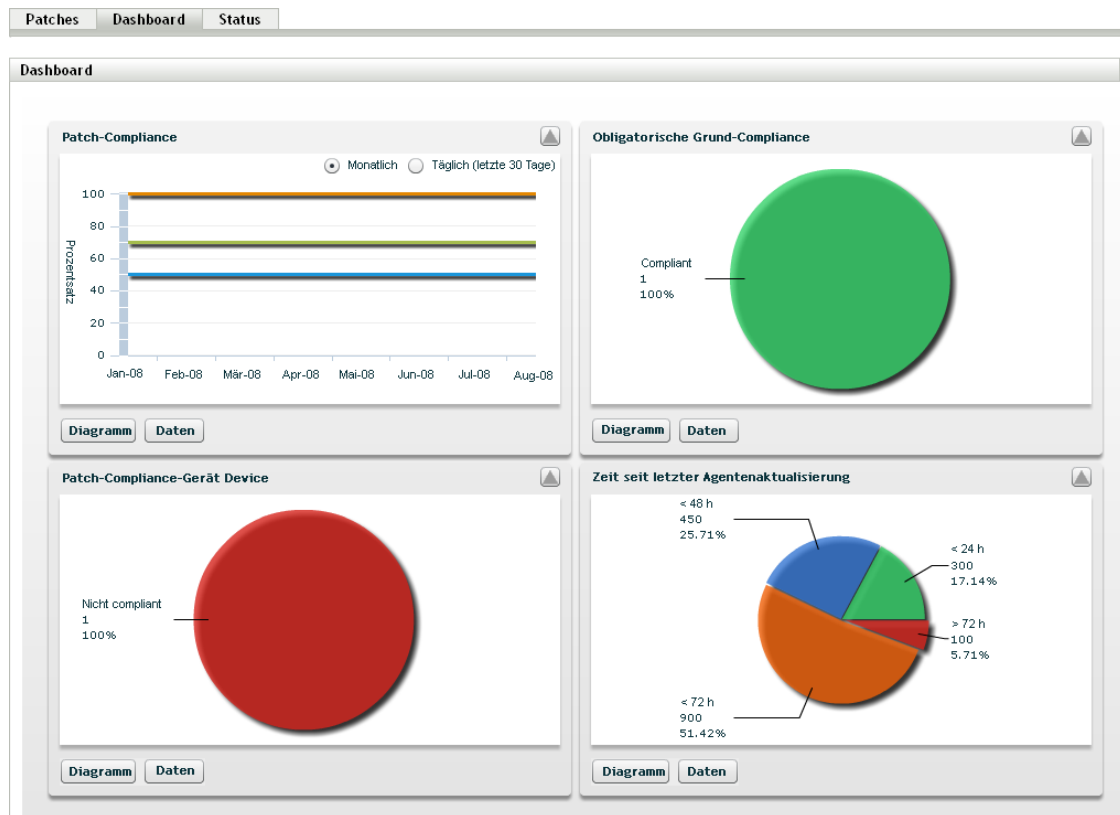 Patches Dashboard Status
Dashboard
Patch-Compliance
Monatlich Täglich (letzte 30 Tage)
Prozentsatz
100
80
60
40
20
0
Jan-08 Feb-08 Mär-08 Apr-08 Mai-08 Jun-08 Jul-08 Aug-08
Diagramm Daten
Obligatorische Grund-Compliance
Compliant
1
100%
Diagramm Daten
Patch-Compliance-Gerät Device
Nicht compliant
1
100%
Diagramm Daten
Zeit seit letzter Agentenaktualisierung
< 48 h
450
25.71%
< 24 h
300
17.14%
> 72 h
100
5.71%
< 72 h
900
51.42%
Diagramm Daten